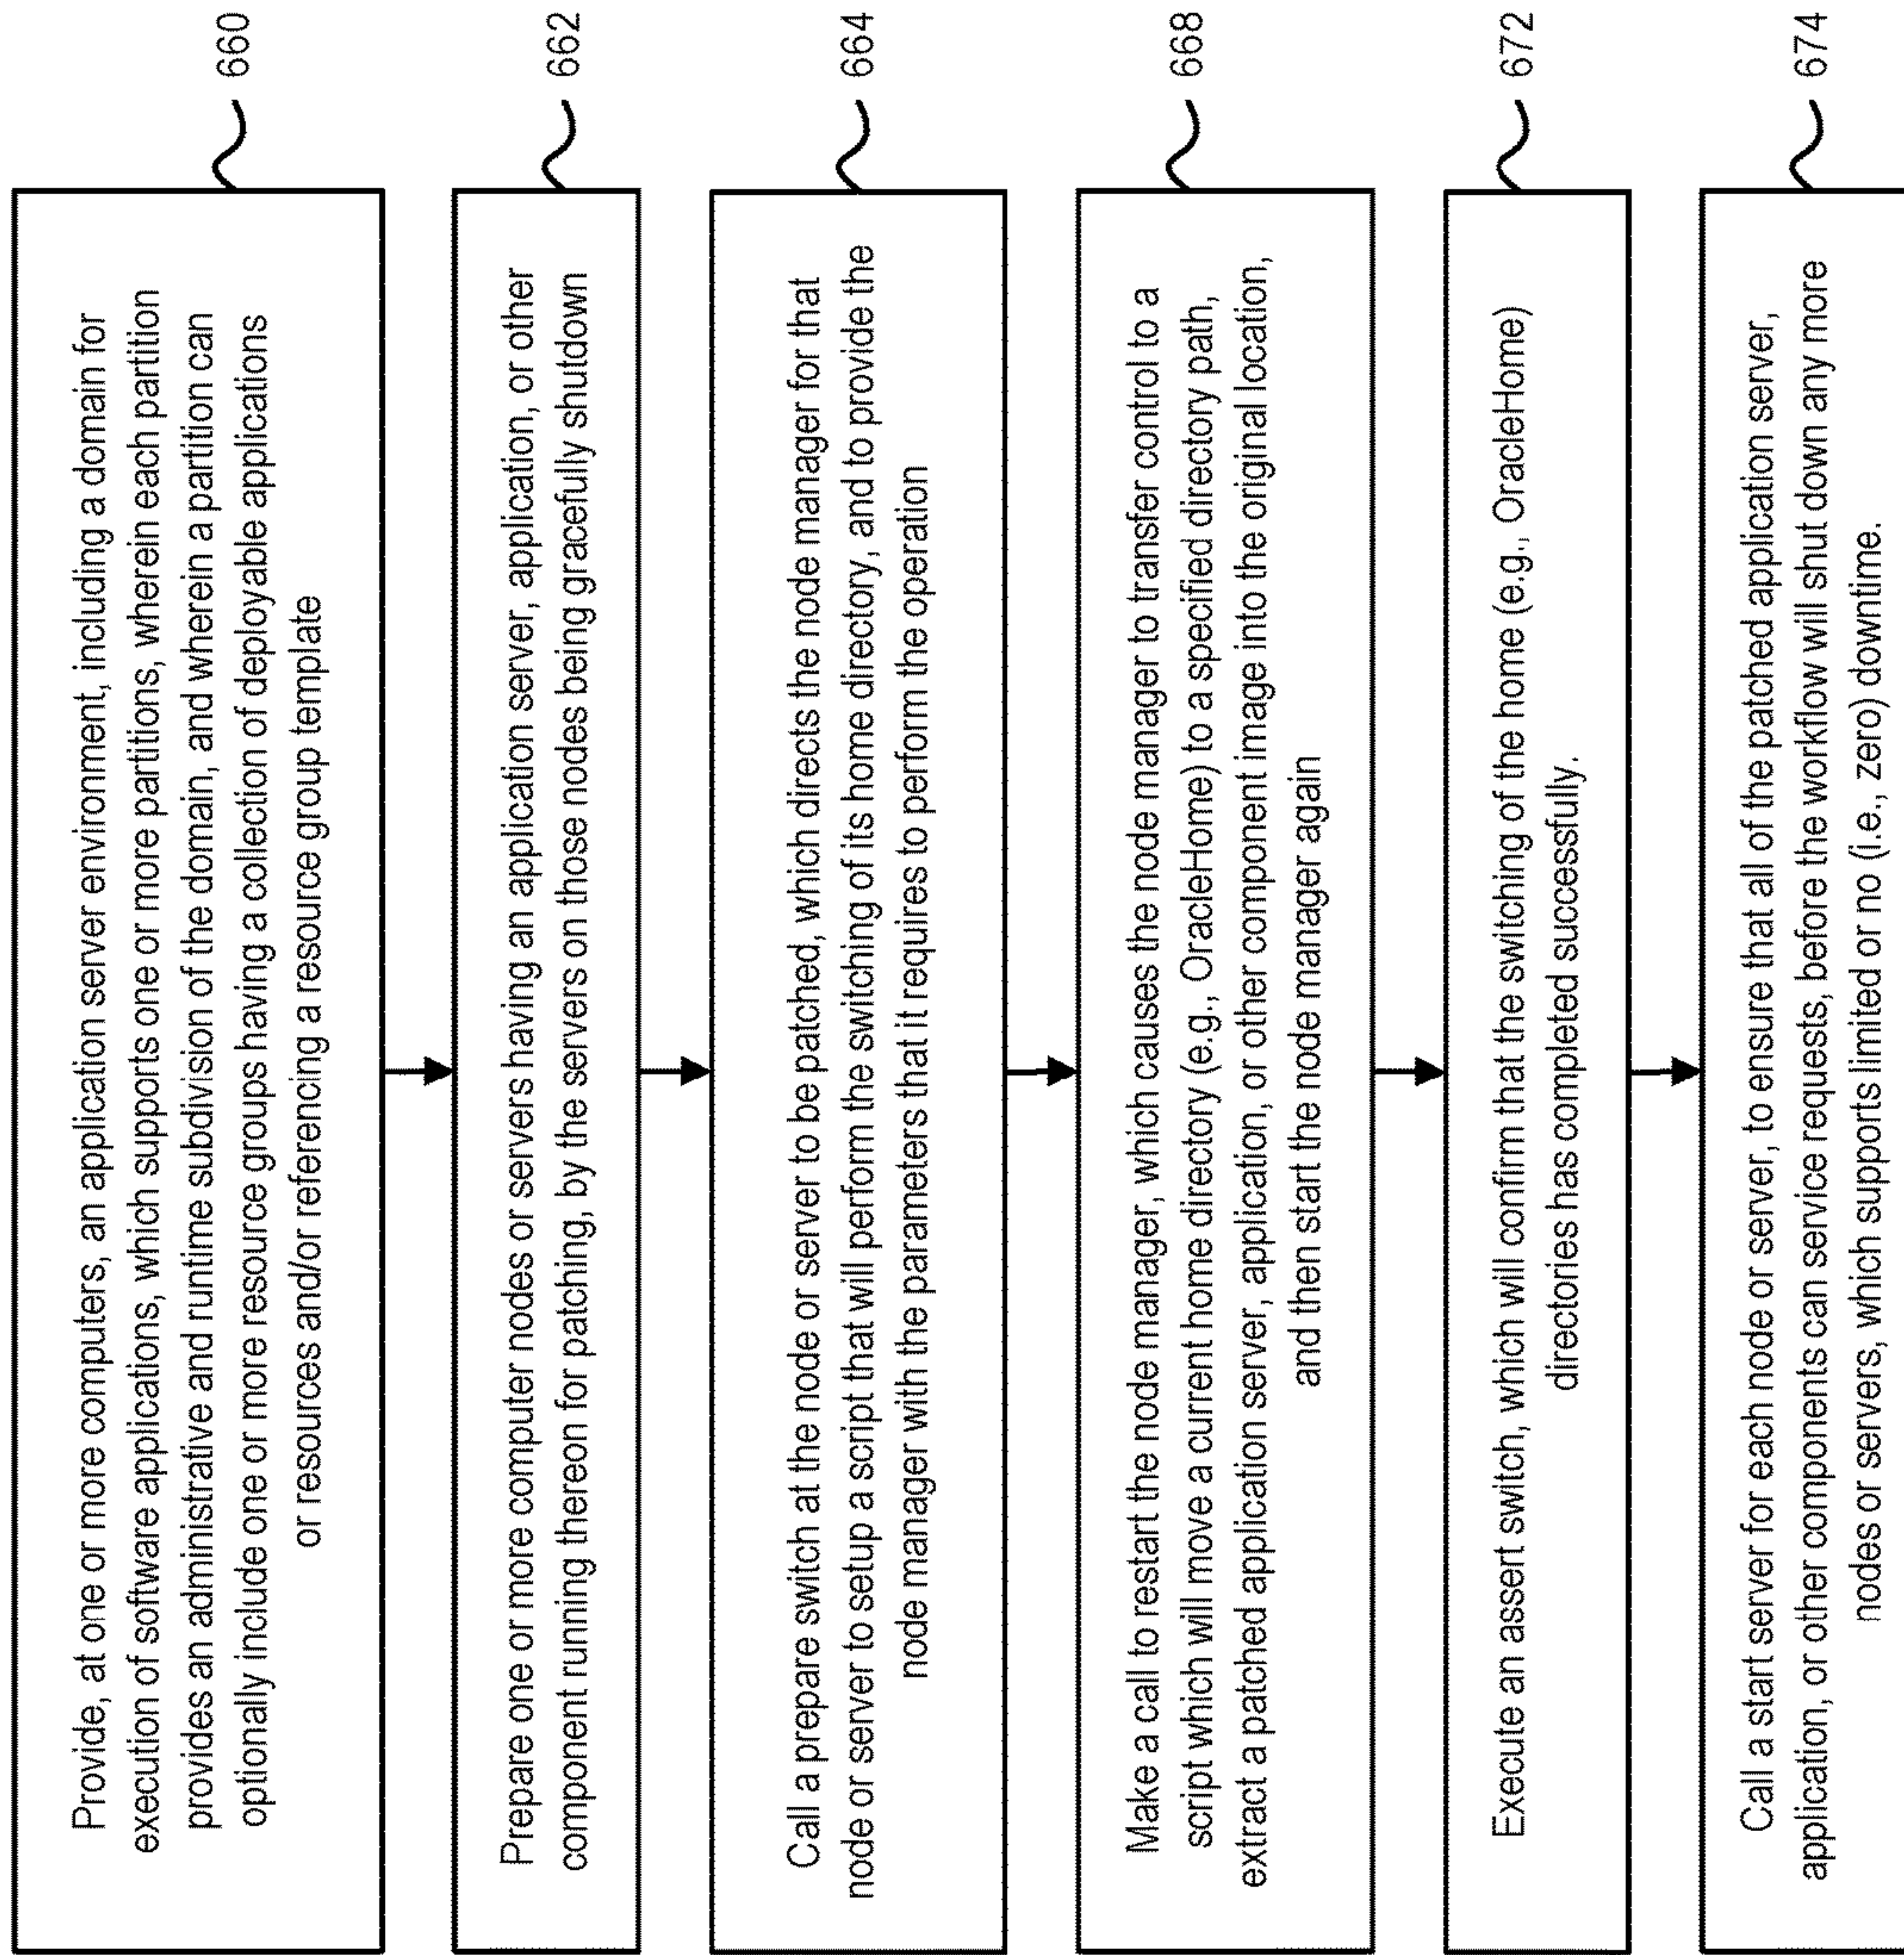 Provide, at one or more computers, an application server environment, including a domain for
execution of software applications, which supports one or more partitions, wherein each partition
provides an administrative and runtime subdivision of the domain, and wherein a partition can
optionally include one or more resource groups having a collection of deployable applications
or resources and/or referencing a resource group template
660
Prepare one or more computer nodes or servers having an application server, application, or other
component running thereon for patching, by the servers on those nodes being gracefully shutdown
662
Call a prepare switch at the node or server to be patched, which directs the node manager for that
node or server to setup a script that will perform the switching of its home directory, and to provide the
node manager with the parameters that it requires to perform the operation
664
Make a call to restart the node manager, which causes the node manager to transfer control to a
script which will move a current home directory (e.g., OracleHome) to a specified directory path,
extract a patched application server, application, or other component image into the original location,
and then start the node manager again
668
Execute an assert switch, which will confirm that the switching of the home (e.g., OracleHome)
directories has completed successfully.
672
Call a start server for each node or server, to ensure that all of the patched application server,
application, or other components can service requests, before the workflow will shut down any more
nodes or servers, which supports limited or no (i.e., zero) downtime.
674